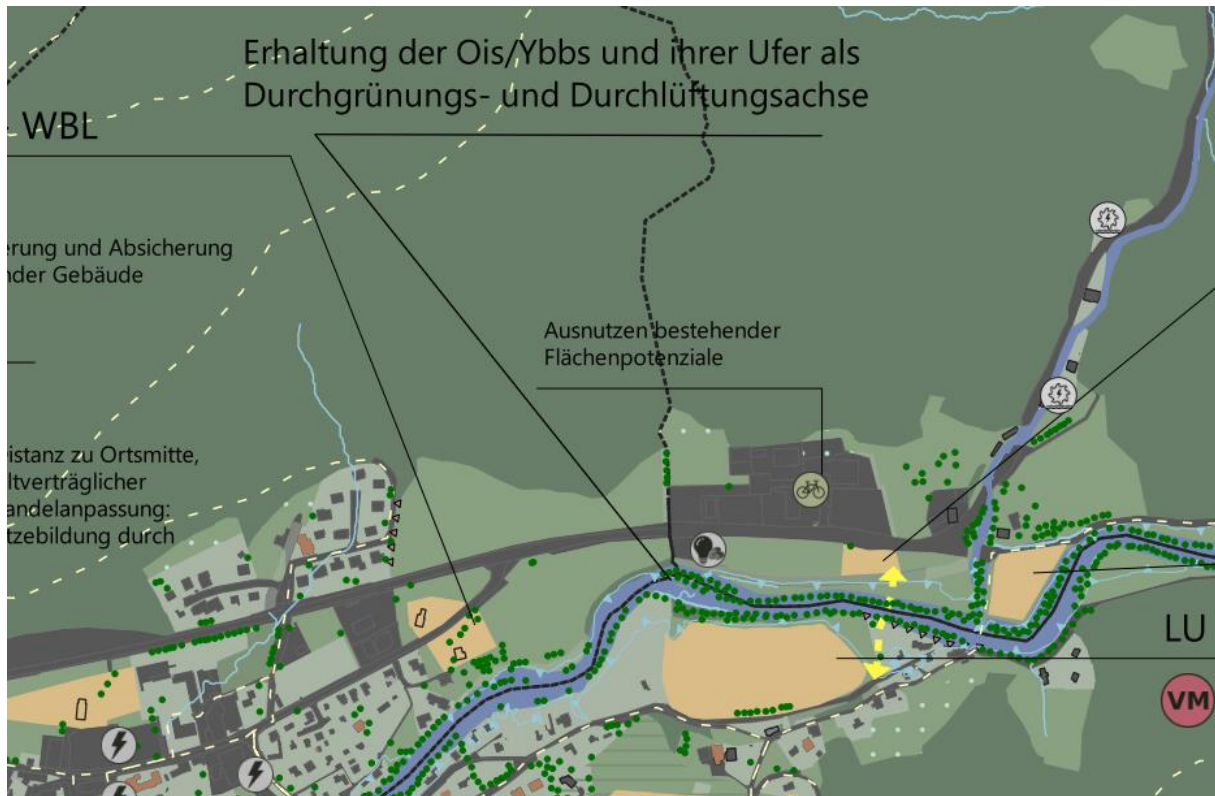 Erhaltung der Ois/Ybbs und ihrer Ufer als
Durchgrünungs- und Durchlüftungsachse
WBL
erung und Absicherung
nder Gebäude
Ausnutzen bestehender
Flächenpotenziale
istanz zu Ortsmitte,
ltverträglicher
andelanpassung:
tzebildung durch
LU
VM